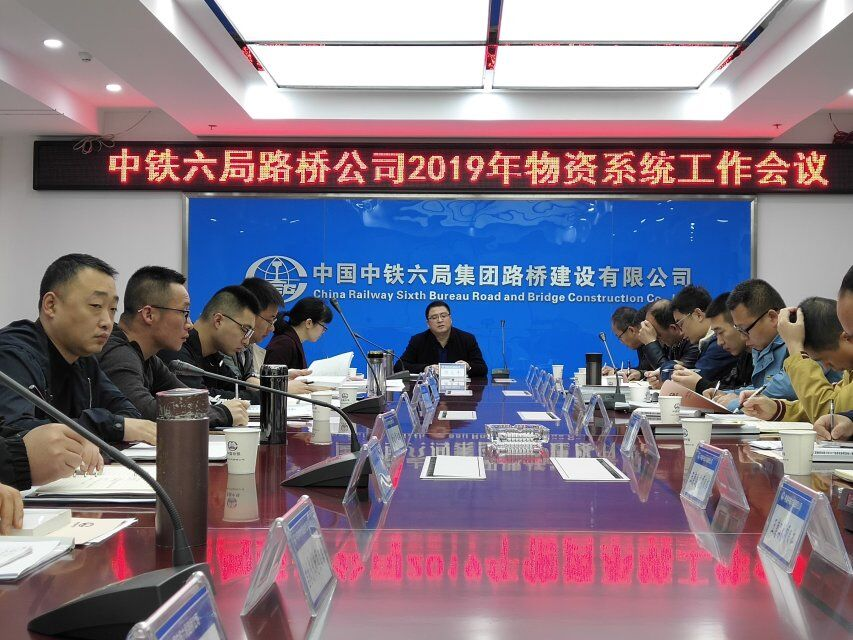 中铁六局路桥公司2019年物资系统工作会议
中国中铁六局集团路桥建设有限公司
China Railway Sixth Bureau Road and Bridge Construction Co